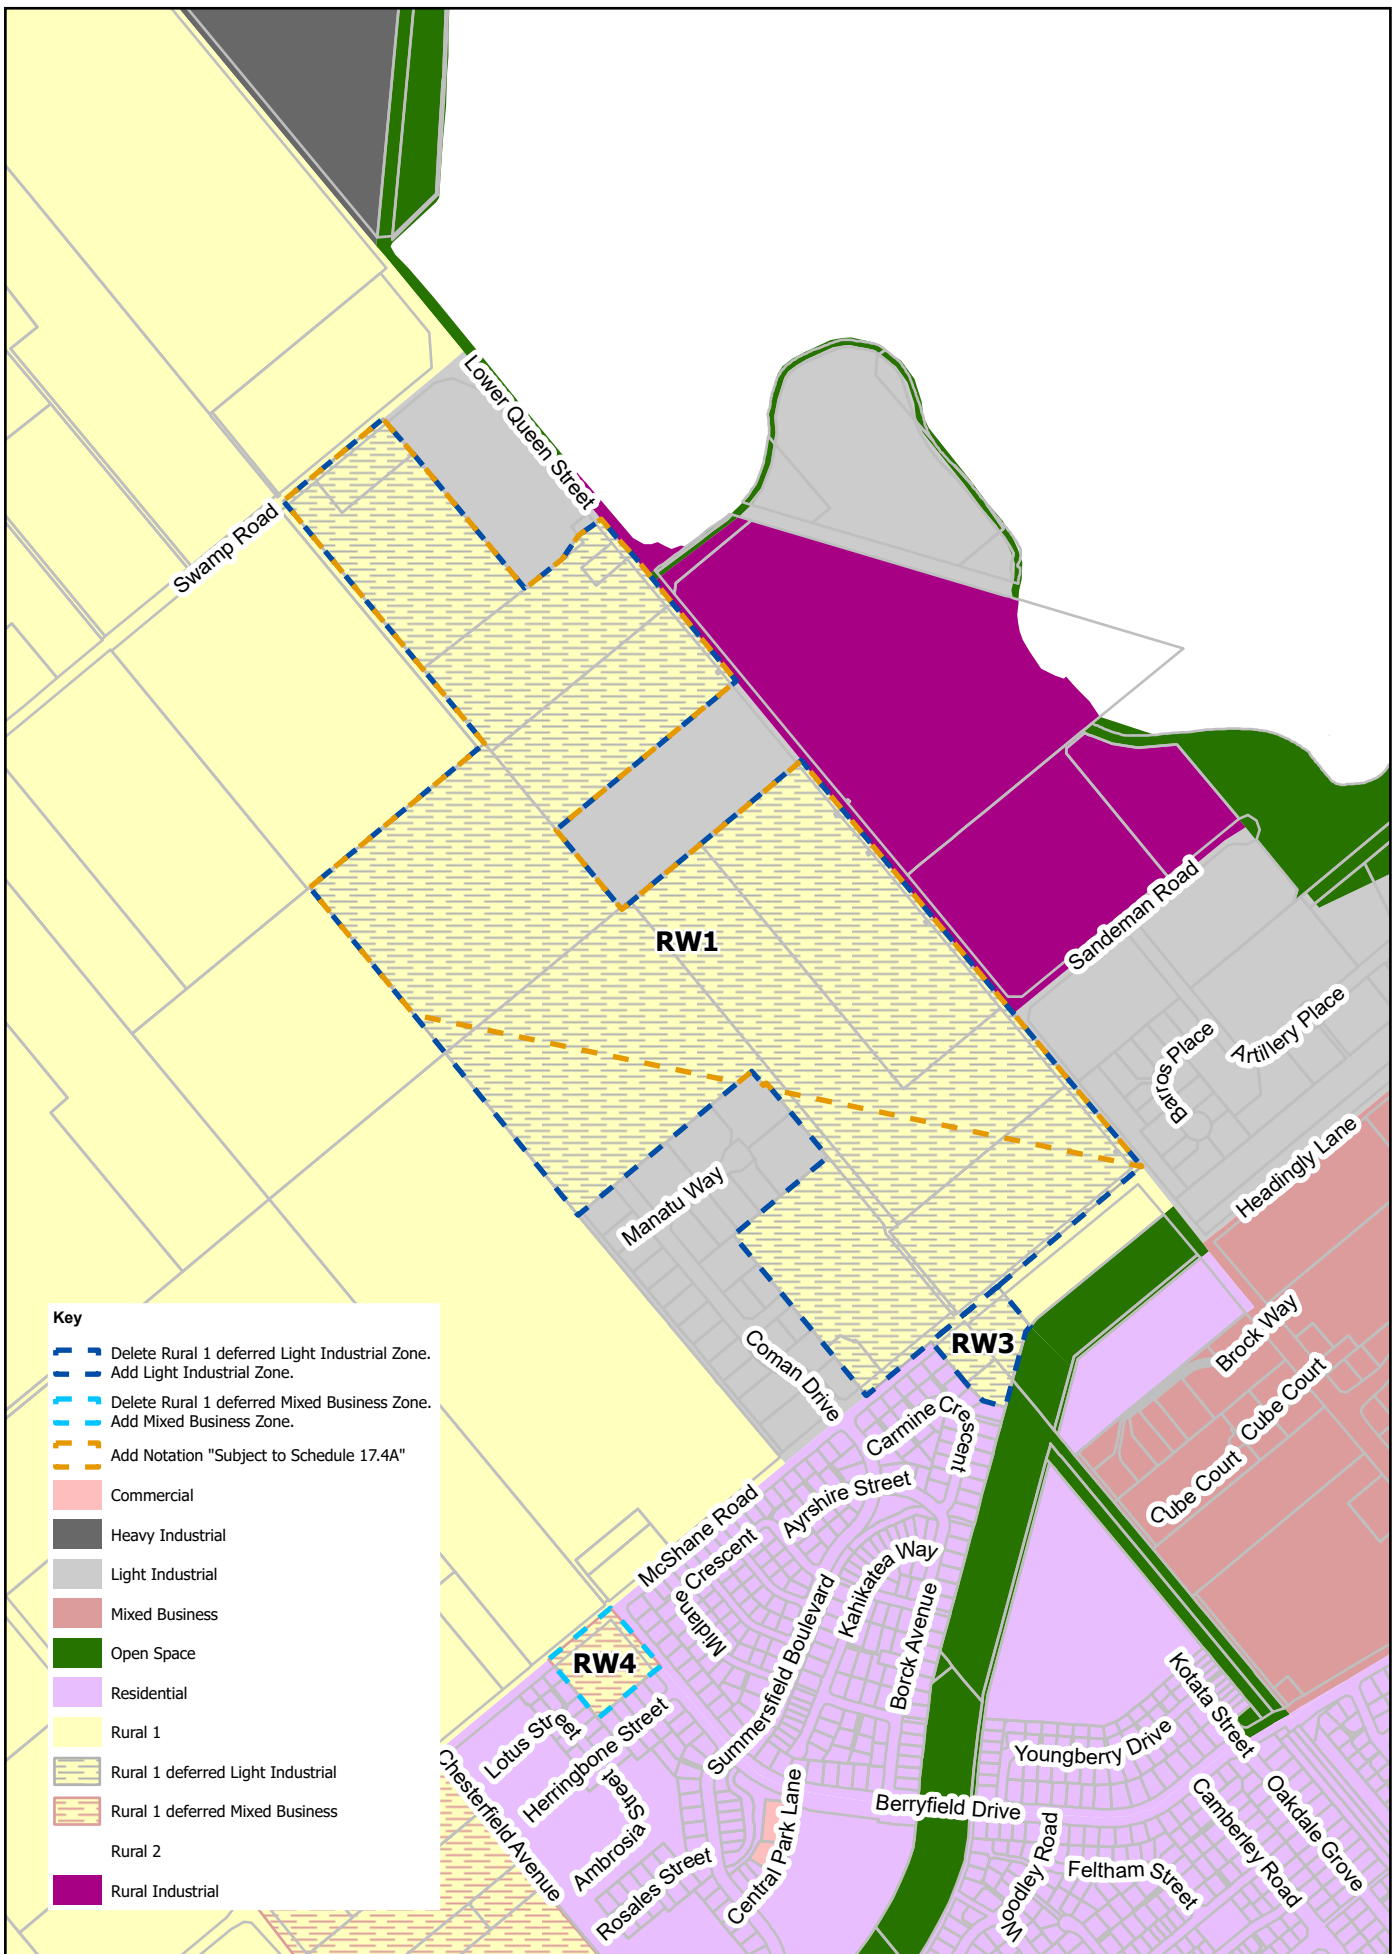 Lower Queen Street
Swamp Road
RW1
Sandeman Road
Artillery Place
Barros Place
Headingly Lane
Manatu Way
Coman Drive
RW3
Brock Way
Cube Court
Cube Court
Carmine Crescent
Ayrshire Street
McShane Road
Midlane Crescent
Kahikatea Way
Summersfield Boulevard
Borck Avenue
RW4
Kotata Street
Lotus Street
Herringbone Street
Youngberry Drive
Chesterfield Avenue
Ambrosia Street
Central Park Lane
Berryfield Drive
Camberley Road
Oakdale Grove
Rosales Street
Woodley Road
Feltham Street
Key
Delete Rural 1 deferred Light Industrial Zone.
Add Light Industrial Zone.
Delete Rural 1 deferred Mixed Business Zone.
Add Mixed Business Zone.
Add Notation "Subject to Schedule 17.4A"
Commercial
Heavy Industrial
Light Industrial
Mixed Business
Open Space
Residential
Rural 1
Rural 1 deferred Light Industrial
Rural 1 deferred Mixed Business
Rural 2
Rural Industrial